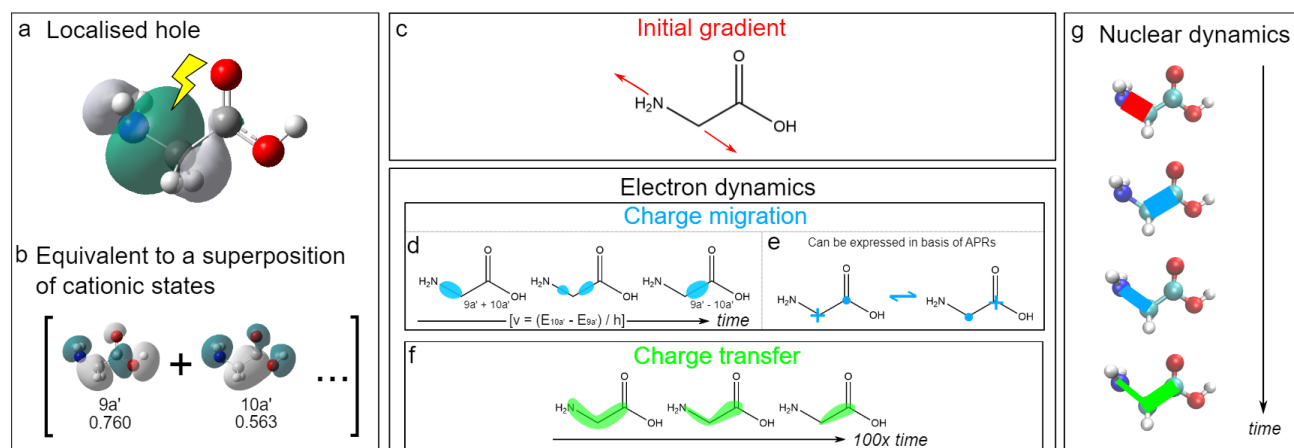 a Localised hole
b Equivalent to a superposition
of cationic states
9a'
0.760
+
10a'
0.563
...
c
Initial gradient
H₂N
O
OH
Electron dynamics
Charge migration
d
H₂N
O
OH
9a' + 10a'
H₂N
O
OH
H₂N
O
OH
9a' - 10a'
[v = (E10a' - E9a') / h]
time
e Can be expressed in basis of APRs
H₂N
O
OH
H₂N
O
OH
f
Charge transfer
H₂N
O
OH
H₂N
O
OH
H₂N
O
OH
100x time
g Nuclear dynamics
time